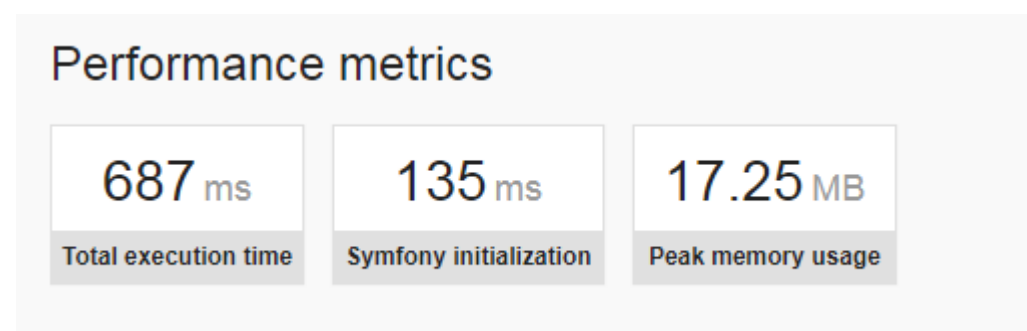 Performance metrics
687 ms
135 ms
17.25 MB
Total execution time
Symfony initialization
Peak memory usage